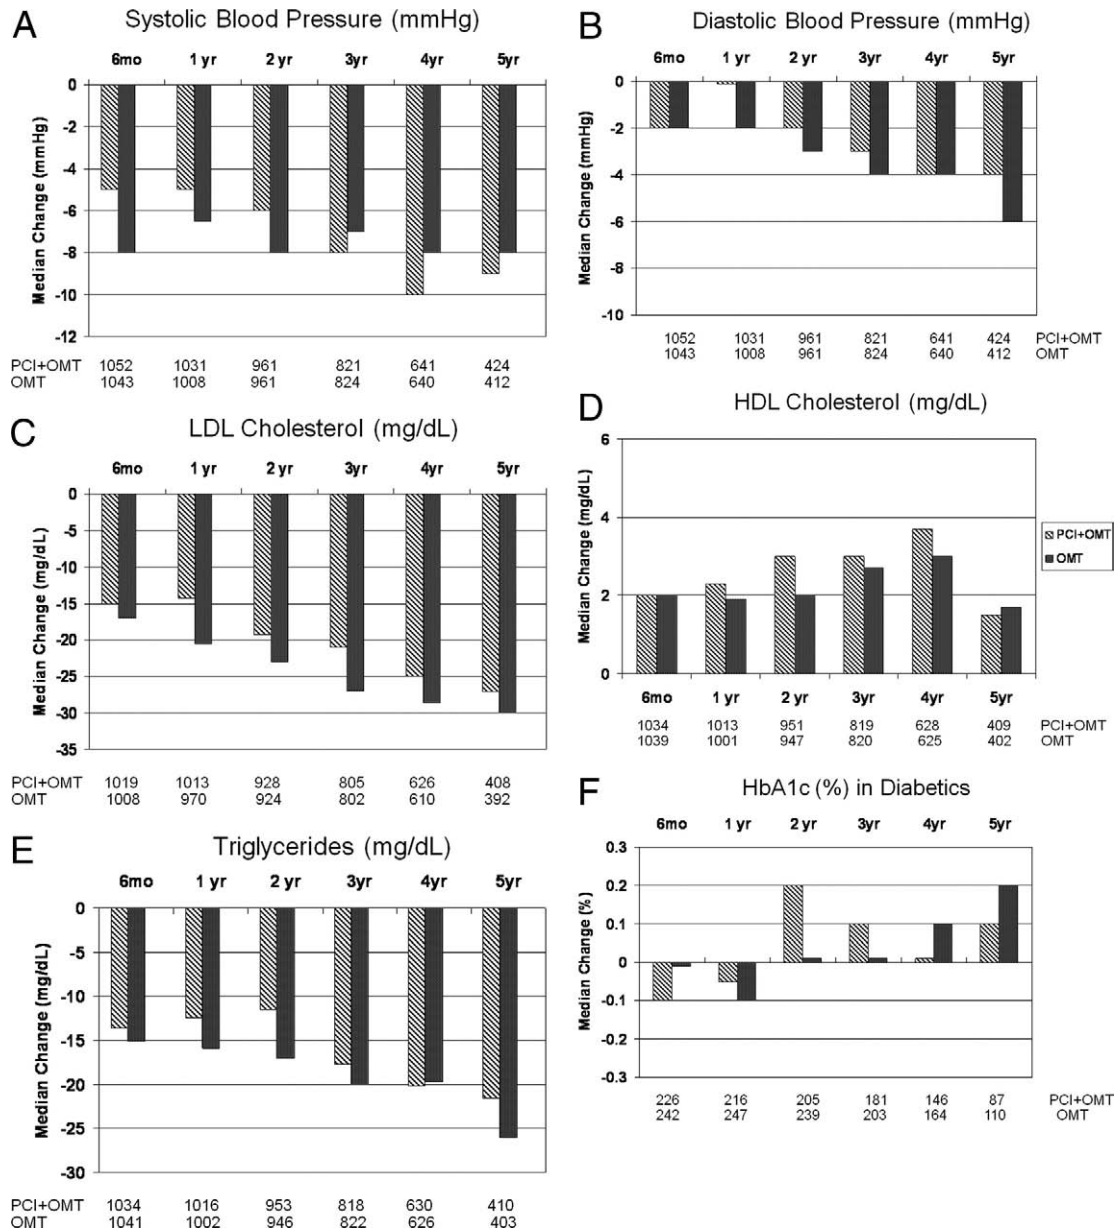 A
Systolic Blood Pressure (mmHg)
6mo 1 yr 2 yr 3yr 4yr 5yr
Median Change (mmHg)
0
-2
-4
-6
-8
-10
-12
PCI+OMT 1052 1031 961 821 641 424
OMT 1043 1008 961 824 640 412
B
Diastolic Blood Pressure (mmHg)
6mo 1 yr 2 yr 3yr 4yr 5yr
Median Change (mmHg)
0
-2
-4
-6
-8
-10
1052 1031 961 821 641 424 PCI+OMT
1043 1008 961 824 640 412 OMT
C
LDL Cholesterol (mg/dL)
6mo 1 yr 2 yr 3yr 4yr 5yr
Median Change (mg/dL)
0
-5
-10
-15
-20
-25
-30
-35
PCI+OMT 1019 1013 928 805 626 408
OMT 1008 970 924 802 610 392
D
HDL Cholesterol (mg/dL)
Median Change (mg/dL)
6
4
2
0
PCI+OMT
OMT
6mo 1 yr 2 yr 3yr 4yr 5yr
1034 1013 951 819 628 409 PCI+OMT
1039 1001 947 820 625 402 OMT
E
Triglycerides (mg/dL)
6mo 1 yr 2 yr 3yr 4yr 5yr
Median Change (mg/dL)
0
-5
-10
-15
-20
-25
-30
PCI+OMT 1034 1016 953 818 630 410
OMT 1041 1002 946 822 626 403
F
HbA1c (%) in Diabetics
6mo 1 yr 2 yr 3yr 4yr 5yr
Median Change (%)
0.3
0.2
0.1
0
-0.1
-0.2
-0.3
226 216 205 181 146 87 PCI+OMT
242 247 239 203 164 110 OMT